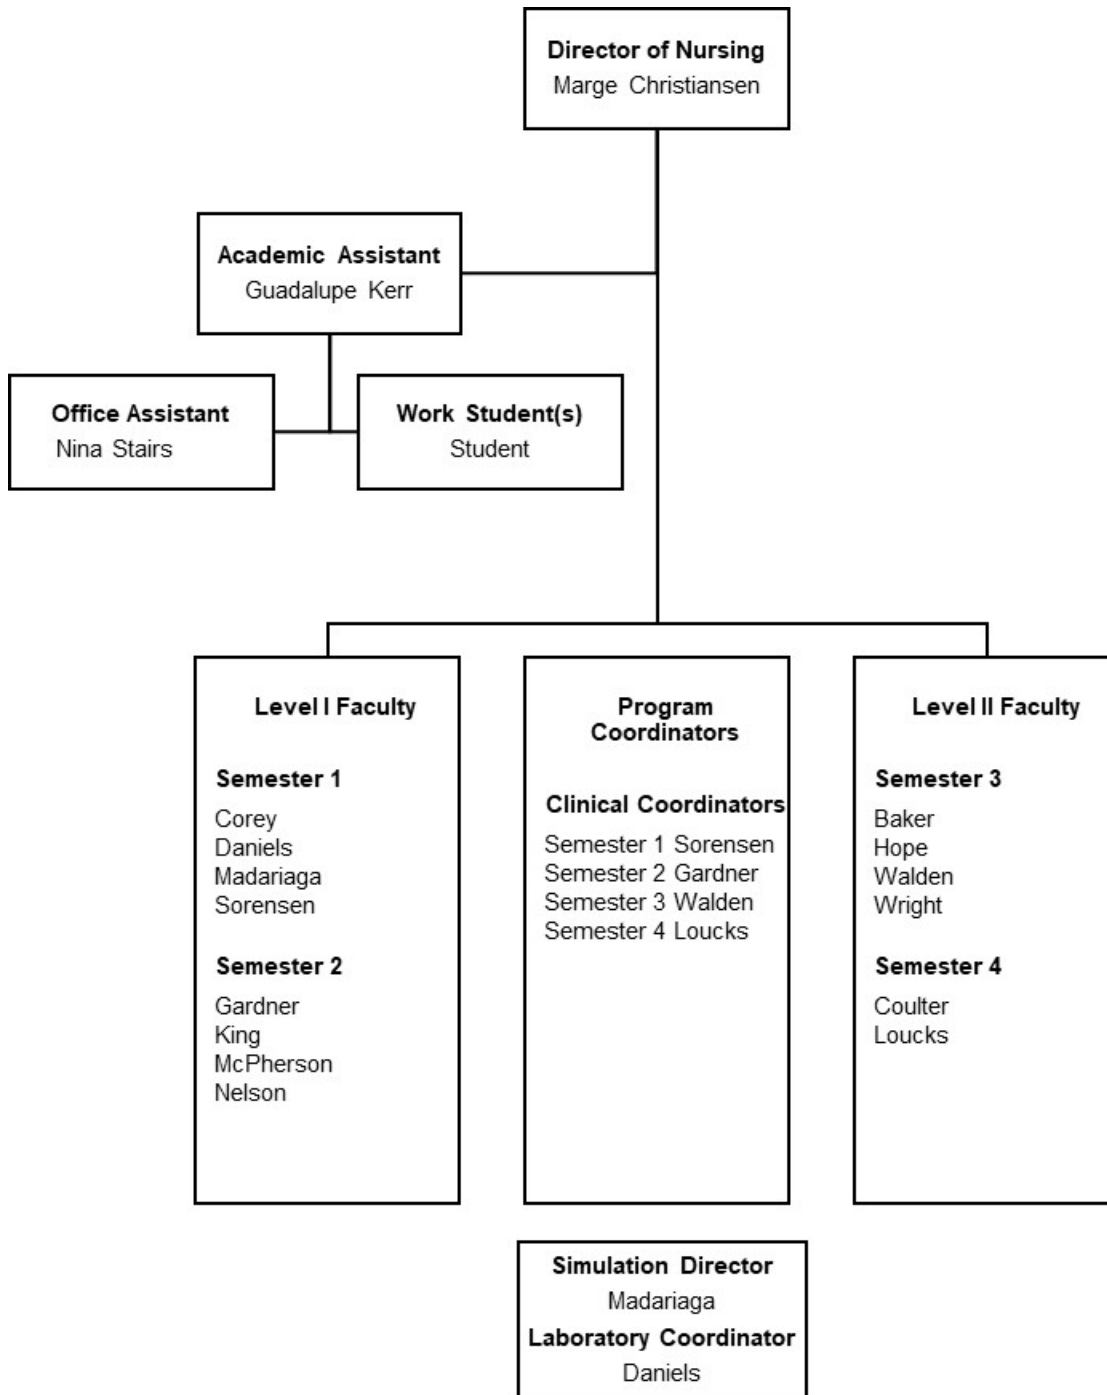 Director of Nursing
Marge Christiansen
Academic Assistant
Guadalupe Kerr
Office Assistant
Nina Stairs
Work Student(s)
Student
Level I Faculty
Semester 1
Corey
Daniels
Madariaga
Sorensen
Semester 2
Gardner
King
McPherson
Nelson
Program
Coordinators
Clinical Coordinators
Semester 1 Sorensen
Semester 2 Gardner
Semester 3 Walden
Semester 4 Loucks
Level II Faculty
Semester 3
Baker
Hope
Walden
Wright
Semester 4
Coulter
Loucks
Simulation Director
Madariaga
Laboratory Coordinator
Daniels